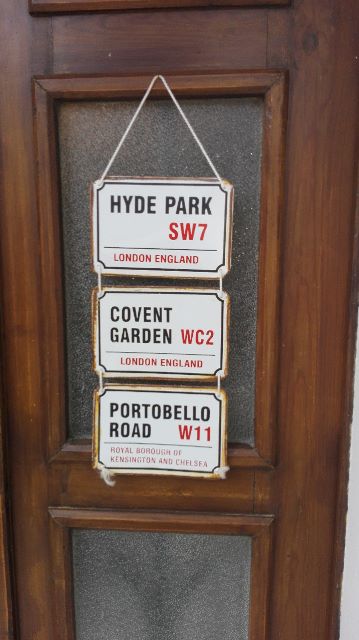 HYDE PARK
SW7
LONDON ENGLAND
COVENT
GARDEN WC2
LONDON ENGLAND
PORTOBELLO
ROAD W11
ROYAL BOROUGH OF
KENSINGTON AND CHELSEA